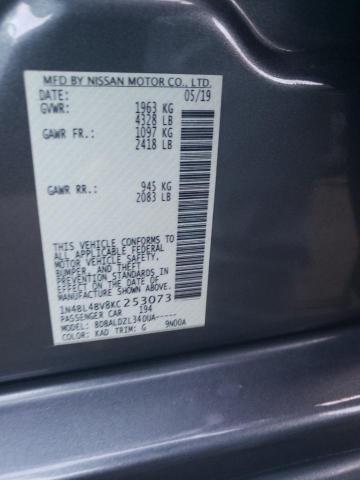 MFD BY NISSAN MOTOR CO., LTD.
DATE: 05/19
GVWR: 1963 KG
4328 LB
GAWR FR.: 1097 KG
2418 LB
GAWR RR.: 945 KG
2083 LB
THIS VEHICLE CONFORMS TO ALL
APPLICABLE FEDERAL MOTOR
VEHICLE SAFETY,
BUMPER, AND THEFT
PREVENTION STANDARDS IN
EFFECT ON THE DATE OF
MANUFACTURE SHOWN ABOVE.
1N4BL4BV8KC253073
PASSENGER CAR 194
MODEL: BDBALDZL34DUA-----
COLOR: KAD TRIM: G 9N00A